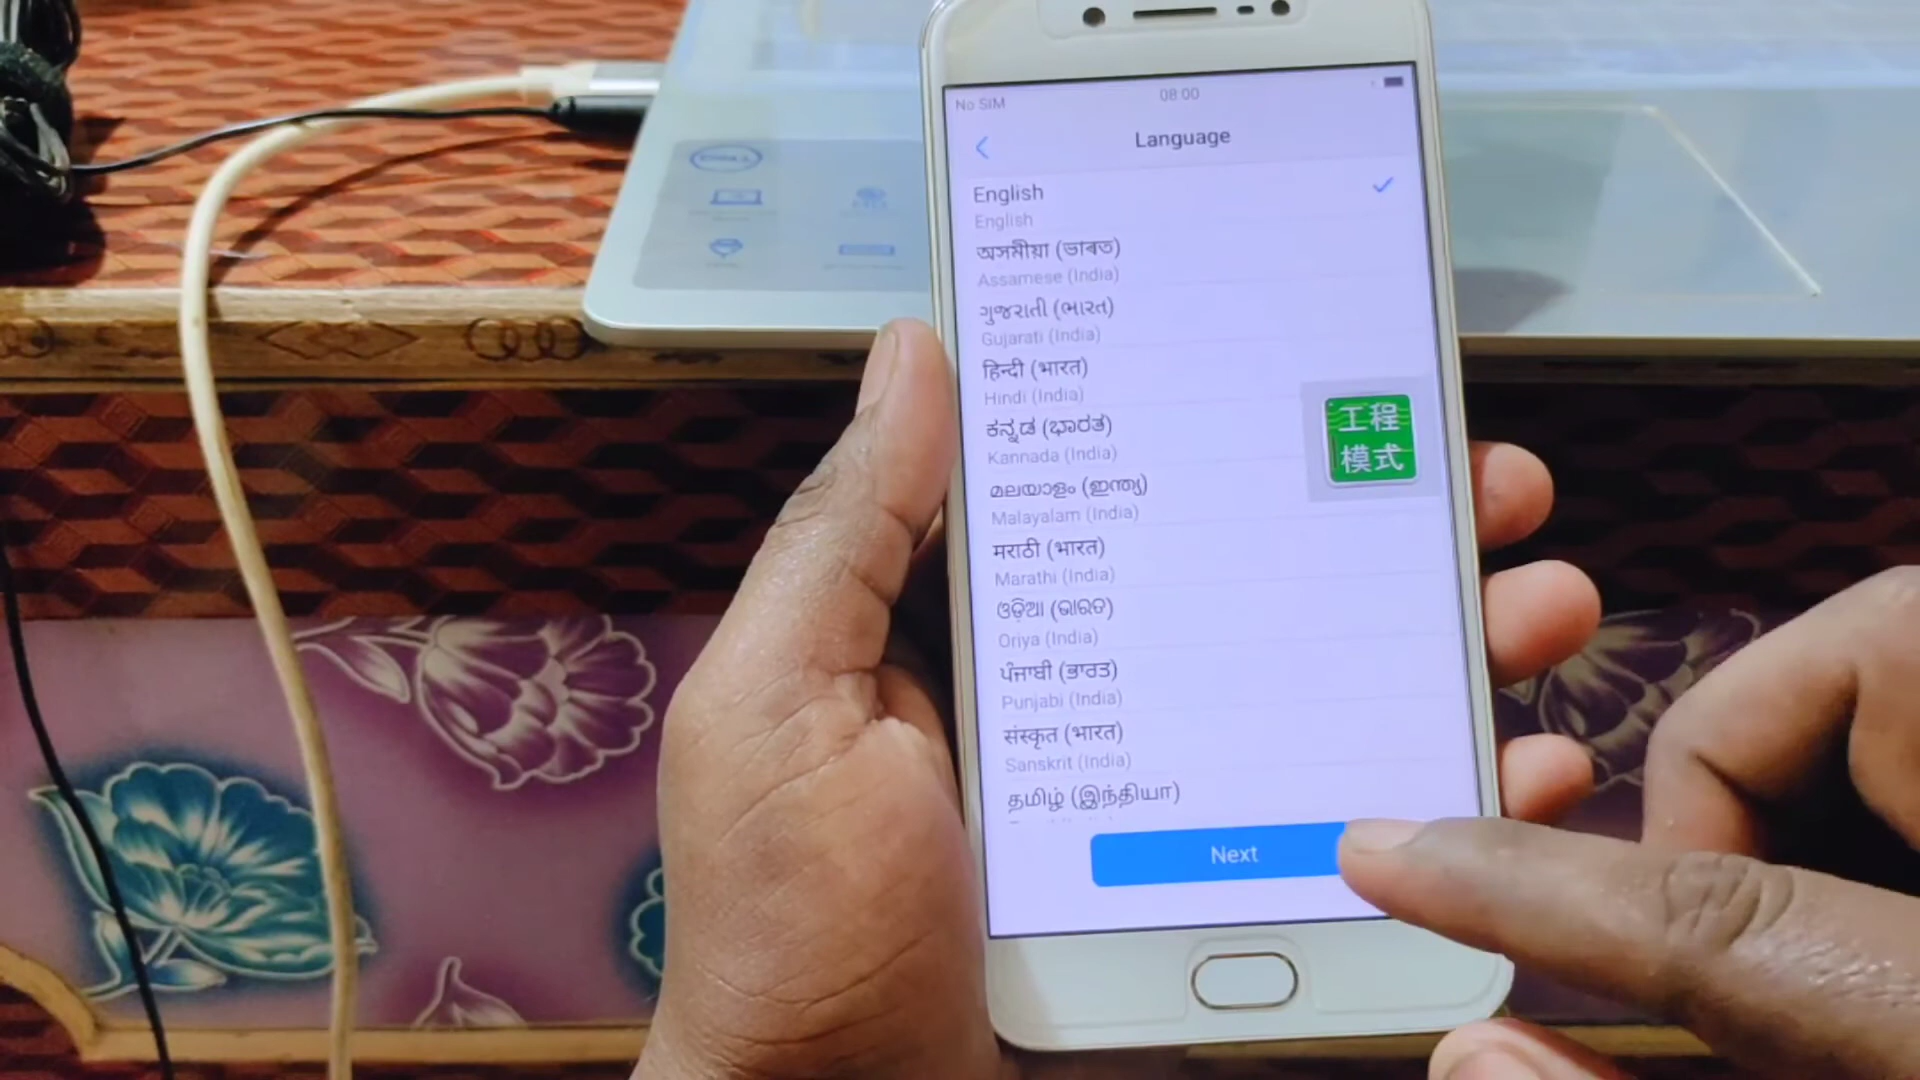 No SIM
08:00
Language
English
English
অসমীয়া (ভাৰত)
Assamese (India)
ગુજરાતી (ભારત)
Gujarati (India)
हिन्दी (भारत)
Hindi (India)
ಕನ್ನಡ (ಭಾರತ)
Kannada (India)
മലയാളം (ഇന്ത്യ)
Malayalam (India)
मराठी (भारत)
Marathi (India)
ଓଡ଼ିଆ (ଭାରତ)
Oriya (India)
ਪੰਜਾਬੀ (ਭਾਰਤ)
Punjabi (India)
संस्कृत (भारत)
Sanskrit (India)
தமிழ் (இந்தியா)
工程
模式
Next